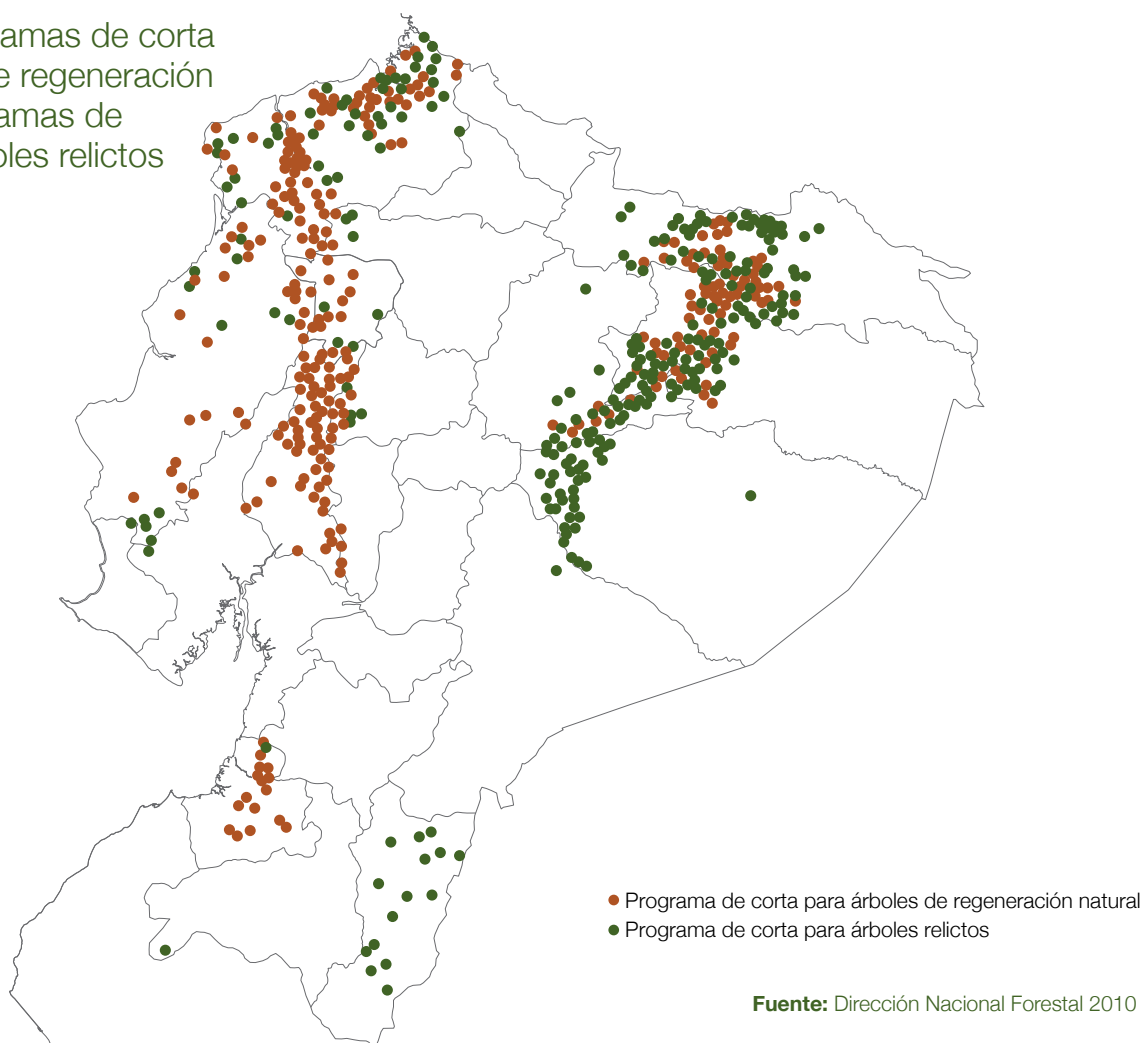 amas de corta
e regeneración
amas de
oles relictos
Programa de corta para árboles de regeneración natural
Programa de corta para árboles relictos
Fuente: Dirección Nacional Forestal 2010